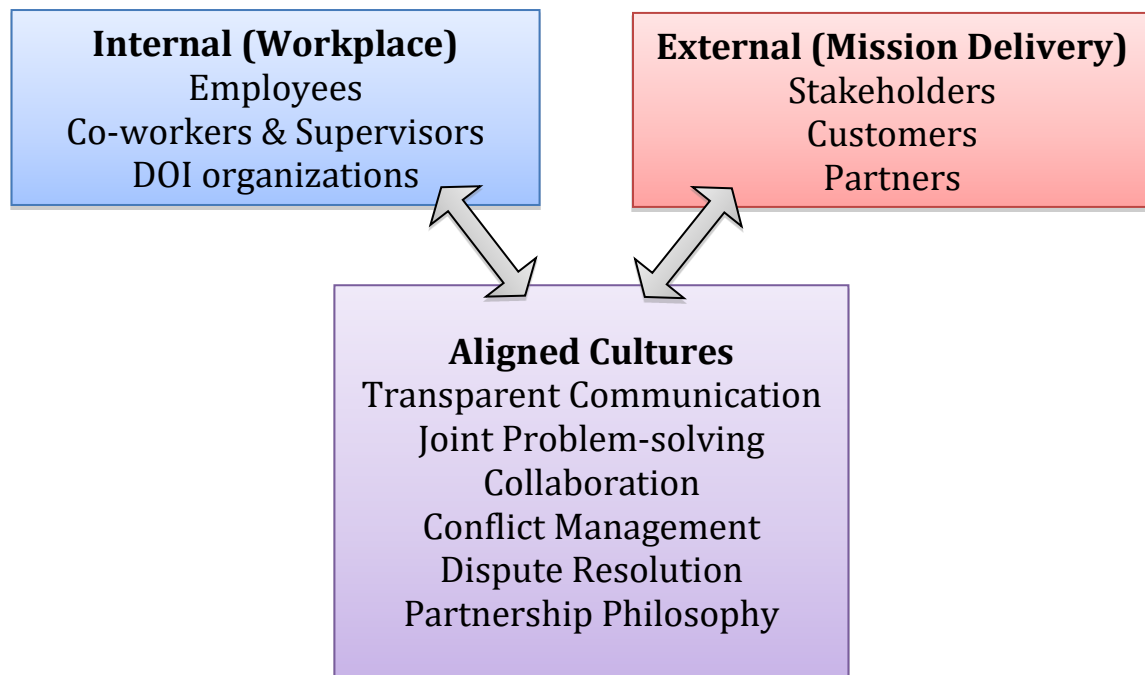 Internal (Workplace)
Employees
Co-workers & Supervisors
DOI organizations
External (Mission Delivery)
Stakeholders
Customers
Partners
Aligned Cultures
Transparent Communication
Joint Problem-solving
Collaboration
Conflict Management
Dispute Resolution
Partnership Philosophy